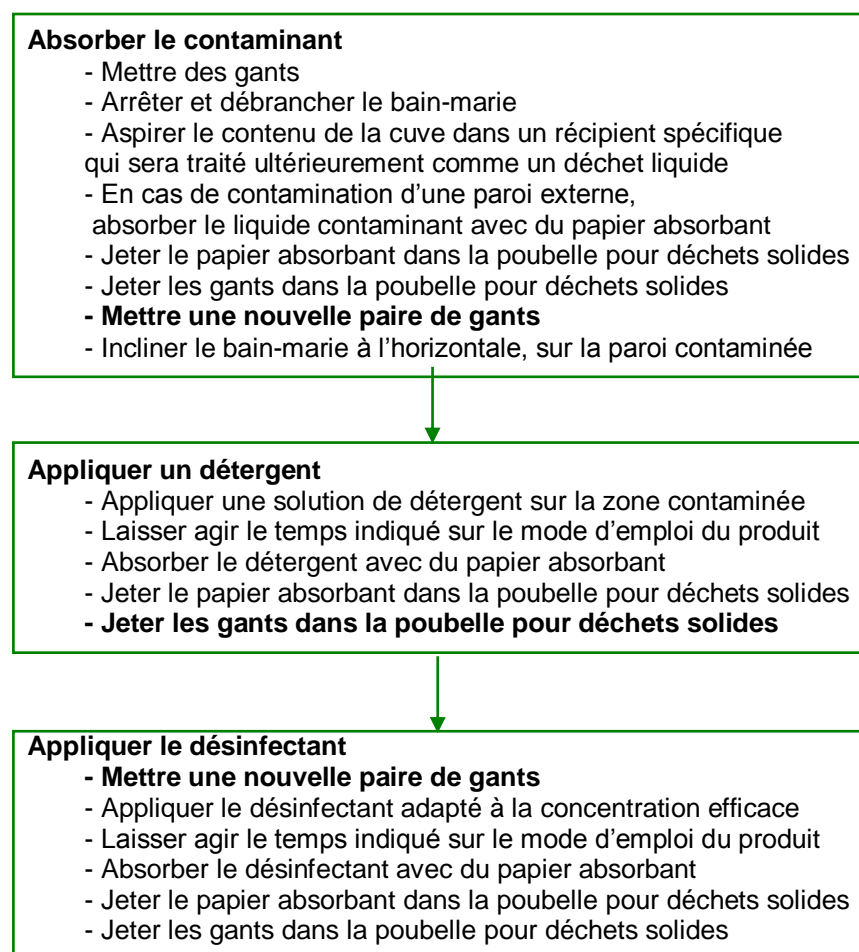 Absorber le contaminant
- Mettre des gants
- Arrêter et débrancher le bain-marie
- Aspirer le contenu de la cuve dans un récipient spécifique
qui sera traité ultérieurement comme un déchet liquide
- En cas de contamination d'une paroi externe,
absorber le liquide contaminant avec du papier absorbant
- Jeter le papier absorbant dans la poubelle pour déchets solides
- Jeter les gants dans la poubelle pour déchets solides
- Mettre une nouvelle paire de gants
- Incliner le bain-marie à l'horizontale, sur la paroi contaminée
Appliquer un détergent
- Appliquer une solution de détergent sur la zone contaminée
- Laisser agir le temps indiqué sur le mode d'emploi du produit
- Absorber le détergent avec du papier absorbant
- Jeter le papier absorbant dans la poubelle pour déchets solides
- Jeter les gants dans la poubelle pour déchets solides
Appliquer le désinfectant
- Mettre une nouvelle paire de gants
- Appliquer le désinfectant adapté à la concentration efficace
- Laisser agir le temps indiqué sur le mode d'emploi du produit
- Absorber le désinfectant avec du papier absorbant
- Jeter le papier absorbant dans la poubelle pour déchets solides
- Jeter les gants dans la poubelle pour déchets solides